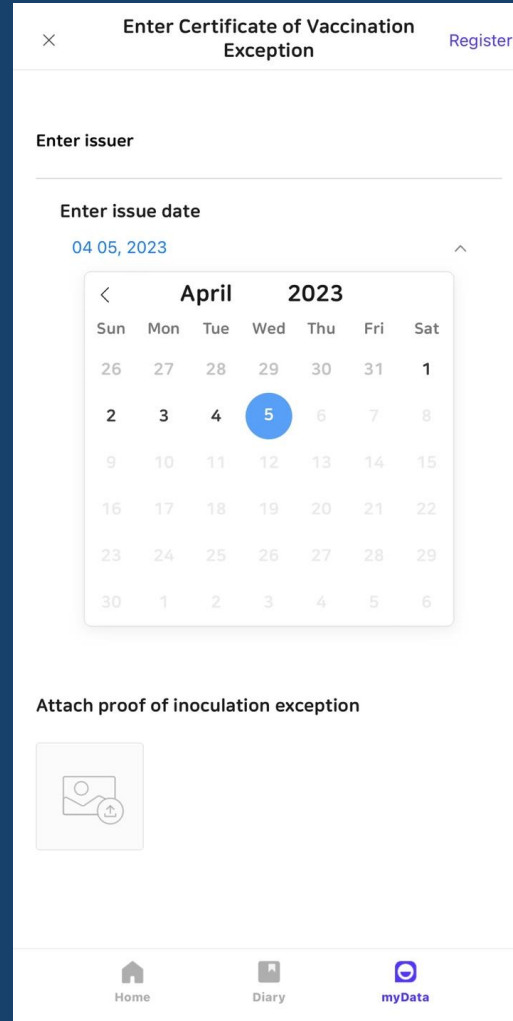 Enter Certificate of Vaccination
Exception
Register
Enter issuer
Enter issue date
04 05, 2023
April 2023
Sun Mon Tue Wed Thu Fri Sat
26 27 28 29 30 31 1
2 3 4 5 6 7 8
9 10 11 12 13 14 15
16 17 18 19 20 21 22
23 24 25 26 27 28 29
30 1 2 3 4 5 6
Attach proof of inoculation exception
Home Diary myData